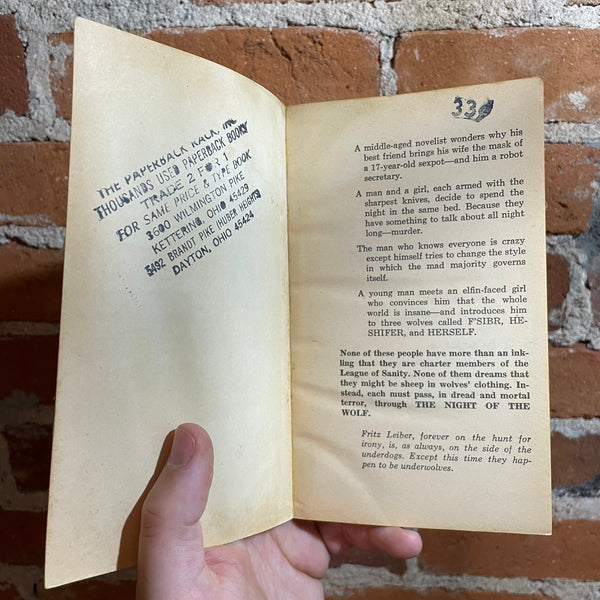 THE PAPERBACK RACK, INC
THOUSANDS USED PAPERBACK BOOKS
TRADE 2 FOR 1
FOR SAME PRICE & TYPE BOOK
3600 WILMINGTON PIKE
KETTERING, OHIO 45429
5492 BRANDT PIKE (HUBER HEIGHTS)
DAYTON, OHIO 45424
33
A middle-aged novelist wonders why his
best friend brings his wife the mask of
a 17-year-old sexpot—and him a robot
secretary.
A man and a girl, each armed with the
sharpest knives, decide to spend the
night in the same bed. Because they
have something to talk about all night
long—murder.
The man who knows everyone is crazy
except himself tries to change the style
in which the mad majority governs
itself.
A young man meets an elfin-faced girl
who convinces him that the whole
world is insane—and introduces him
to three wolves called F'SIBR, HE-
SHIFER, and HERSELF.
None of these people have more than an ink-
ling that they are charter members of the
League of Sanity. None of them dreams that
they might be sheep in wolves' clothing. In-
stead, each must pass, in dread and mortal
terror, through THE NIGHT OF THE
WOLF.
Fritz Leiber, forever on the hunt for
irony, is, as always, on the side of the
underdogs. Except this time they hap-
pen to be underwolves.